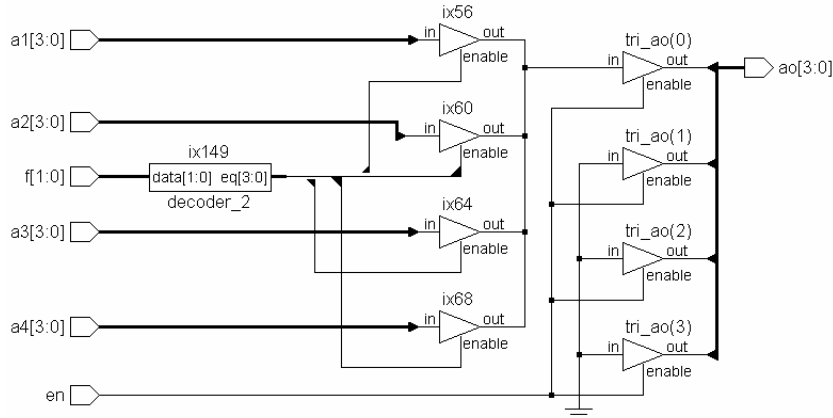 ix56
a1[3:0] in out tri_ao(0)
enable in out ao[3:0]
enable
ix60
a2[3:0] in out tri_ao(1)
ix149 enable in out
f[1:0] data[1:0] eq[3:0] enable
decoder_2 ix64
a3[3:0] in out tri_ao(2)
enable in out
enable
ix68
a4[3:0] in out tri_ao(3)
enable in out
enable
en